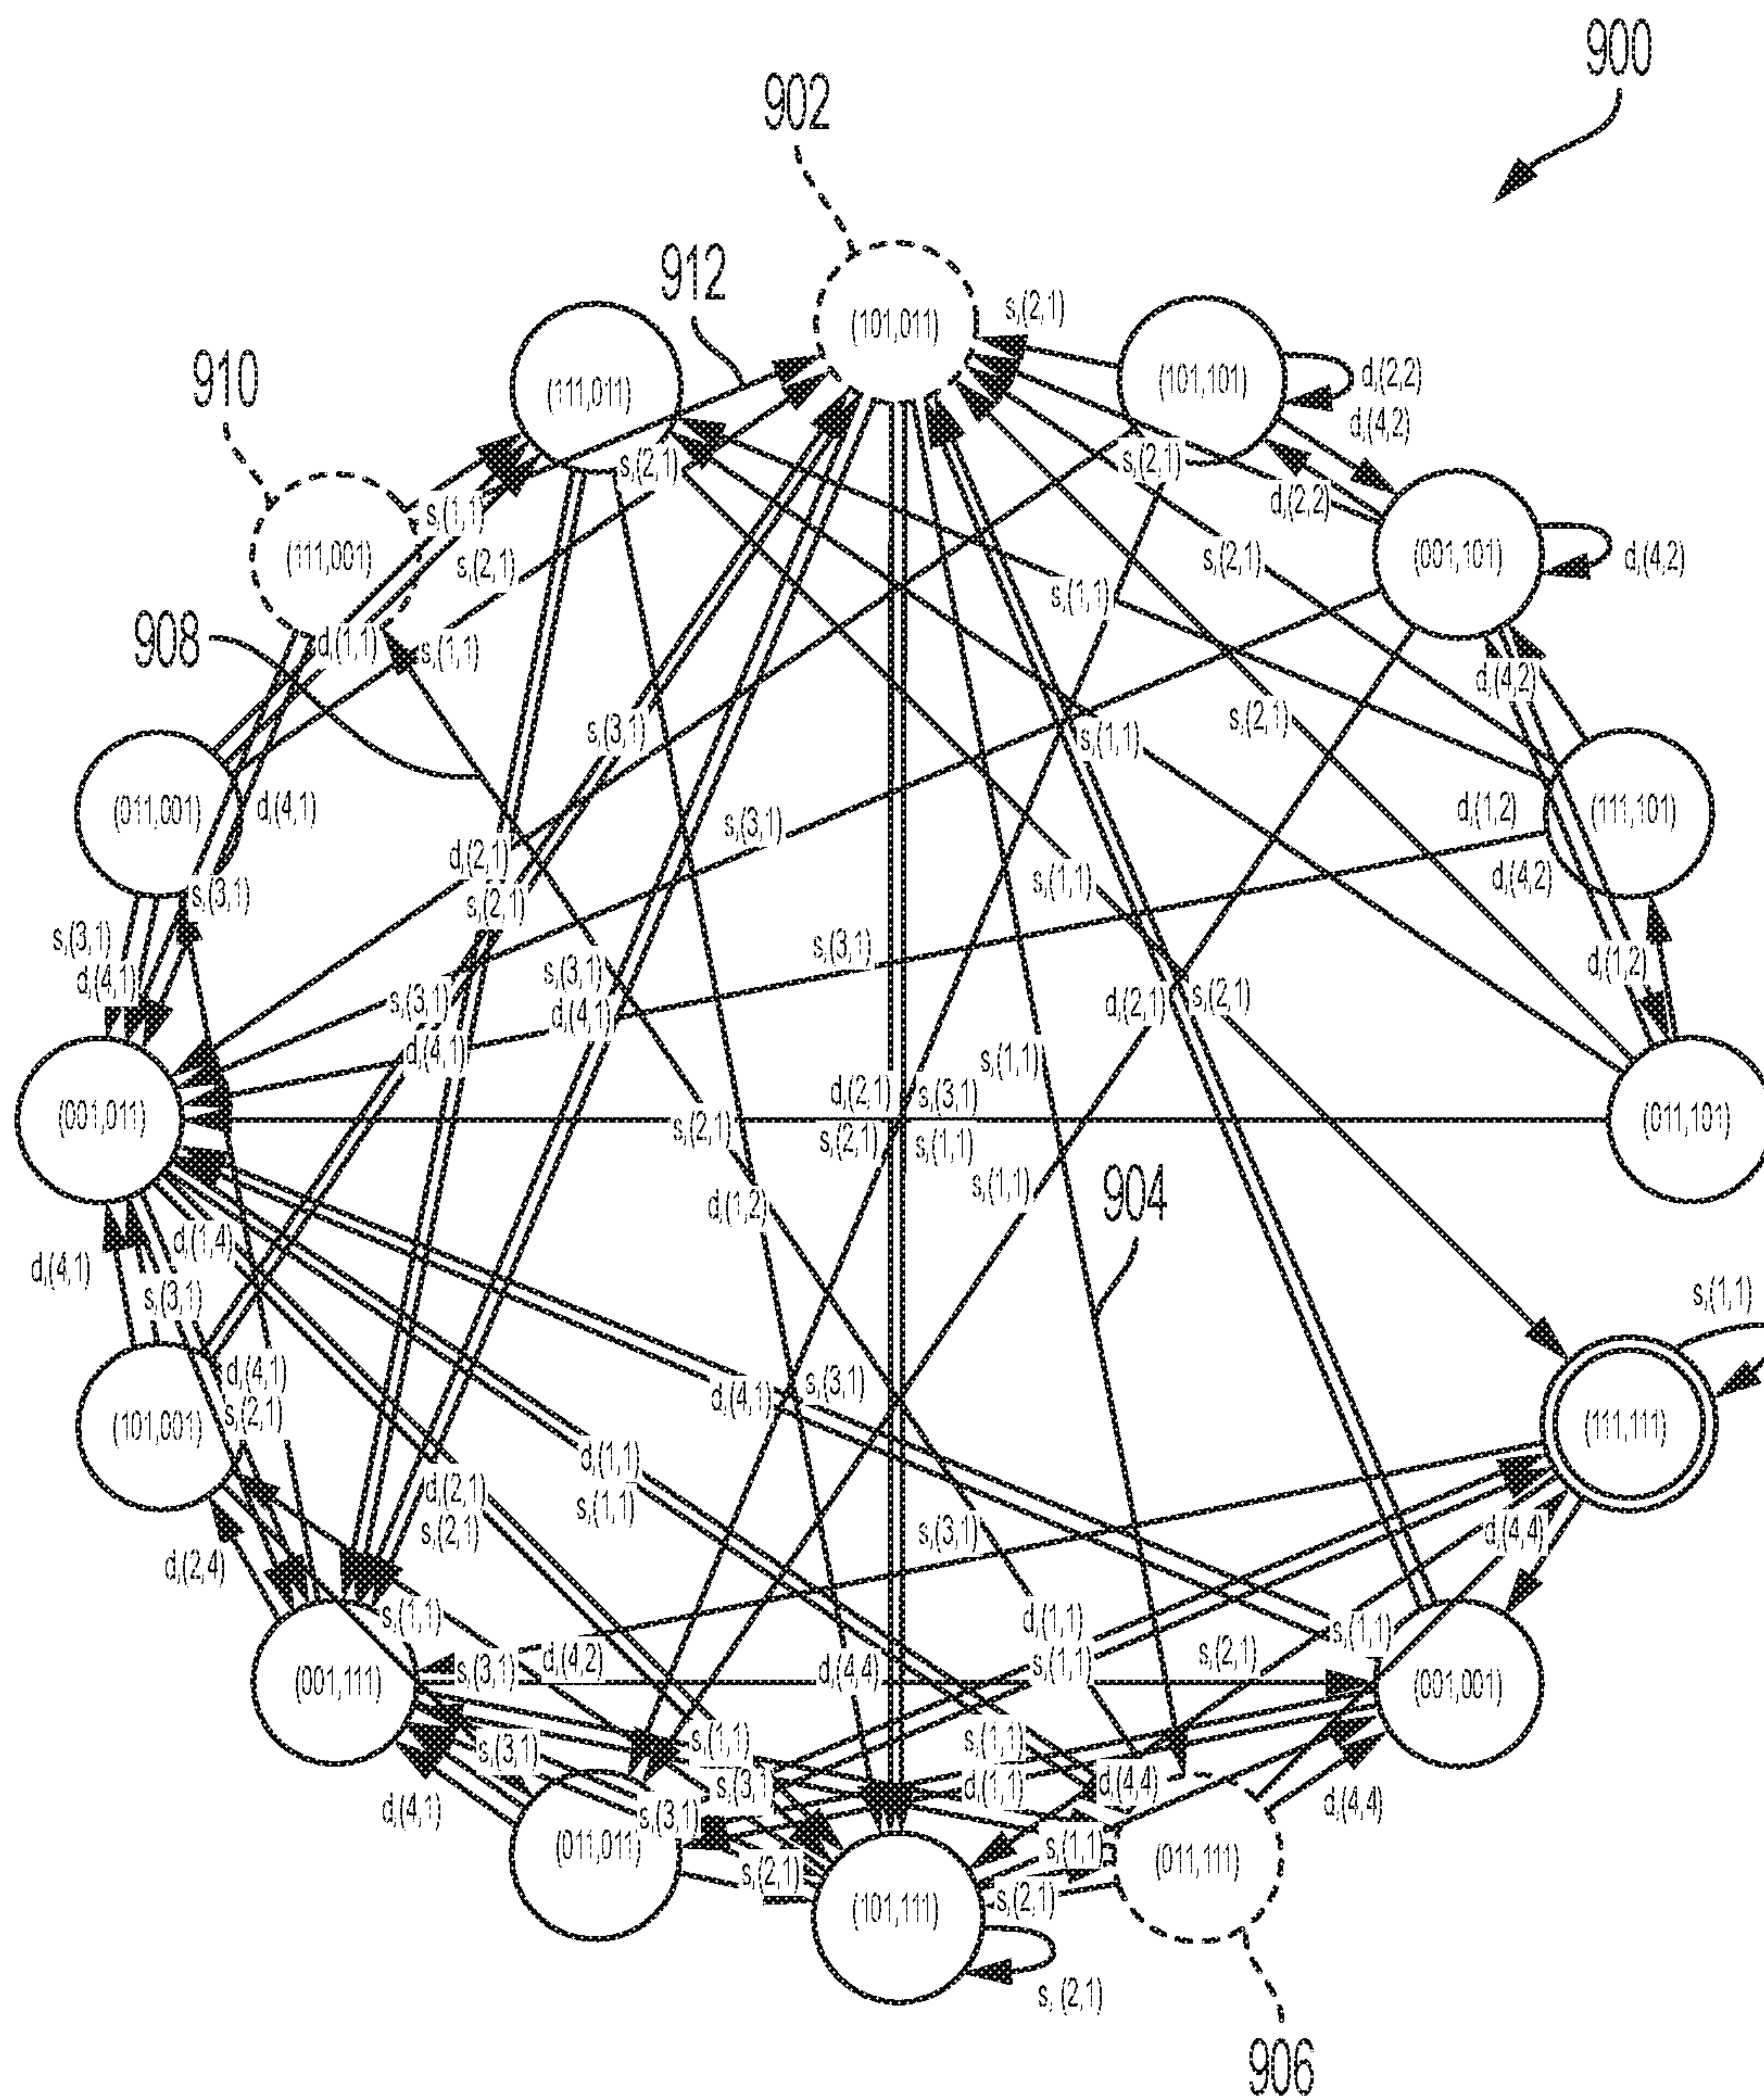 900
902
912
(101,011)
s,(2,1)
(101,101)
d,(2,2)
d,(4,2)
910
(111,011)
s,(2,1)
s,(2,1)
d,(2,2)
s,(1,1)
(111,001)
s,(2,1)
s,(2,1)
(001,101)
d,(4,2)
s,(1,1)
908
d,(1,1)
s,(1,1)
d,(4,2)
s,(3,1)
s,(1,1)
s,(2,1)
(011,001)
d,(4,1)
s,(3,1)
d,(1,2)
(111,101)
d,(2,1)
s,(1,1)
d,(4,2)
s,(3,1)
s,(2,1)
s,(3,1)
s,(3,1)
d,(1,2)
d,(4,1)
s,(3,1)
s,(3,1)
d,(2,1)
s,(2,1)
d,(4,1)
d,(4,1)
s,(1,1)
(001,011)
d,(2,1)
s,(3,1)
(011,101)
s,(2,1)
s,(2,1)
s,(1,1)
s,(1,1)
904
d,(1,2)
d,(1,4)
d,(4,1)
s,(3,1)
s,(1,1)
d,(4,1)
d,(4,1)
s,(3,1)
s,(2,1)
(101,001)
(111,111)
d,(1,1)
d,(2,1)
s,(1,1)
s,(2,1)
s,(3,1)
d,(4,4)
d,(2,4)
s,(1,1)
d,(1,1)
s,(1,1)
d,(4,2)
s,(2,1)
s,(3,1)
d,(4,4)
s,(1,1)
(001,111)
(001,001)
s,(1,1)
s,(1,1)
s,(3,1)
s,(3,1)
d,(1,1)
d,(4,4)
d,(4,1)
s,(3,1)
d,(4,4)
(011,011)
s,(1,1)
(011,111)
s,(2,1)
(101,111)
s,(2,1)
s,(2,1)
906